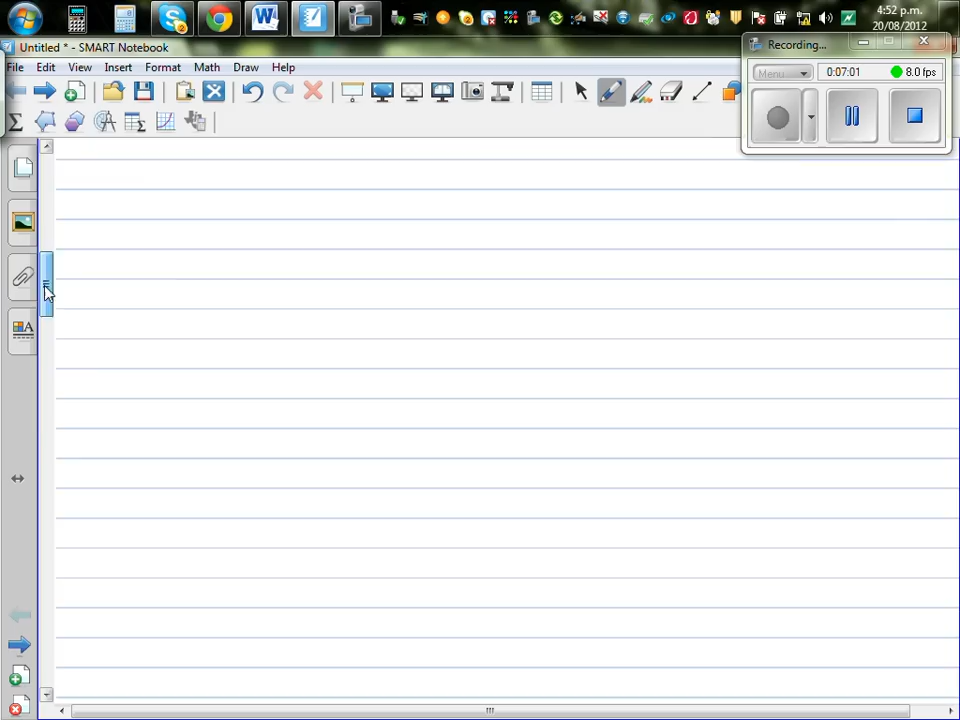 4:52 p.m.
20/08/2012
Untitled * - SMART Notebook
Recording...
File Edit View Insert Format Math Draw Help
Menu 0:07:01 8.0 fps